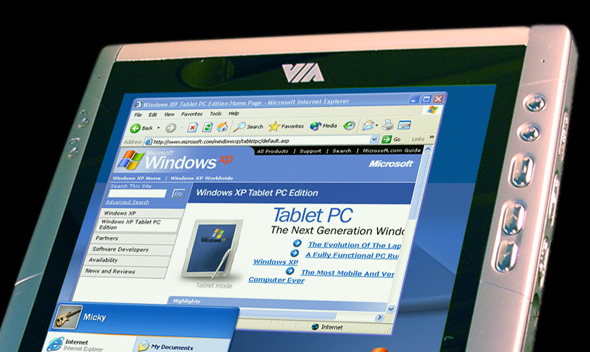 VIA
Windows XP Tablet PC Edition Home Page - Microsoft Internet Explorer
File Edit View Favorites Tools Help
Back Search Favorites Media
Address http://www.microsoft.com/windowsxp/tabletpc/default.asp Go Links
All Products | Support | Search | Microsoft.com Guide
Microsoft
Windows xp
Microsoft
Windows XP Home | Windows XP Worldwide
Search This Site
Go
Advanced Search
Windows XP
Windows XP Tablet PC
Edition
Partners
Software Developers
Availability
News and Reviews
Windows XP Tablet PC Edition
Tablet PC
The Next Generation Windo
The Evolution Of The Lap
A Fully Functional PC Ru
Windows XP
The Most Mobile And Ver
Computer Ever
Windows
Tablet mode
Highlights
Internet
Micky
Internet
Internet Explorer
My Documents